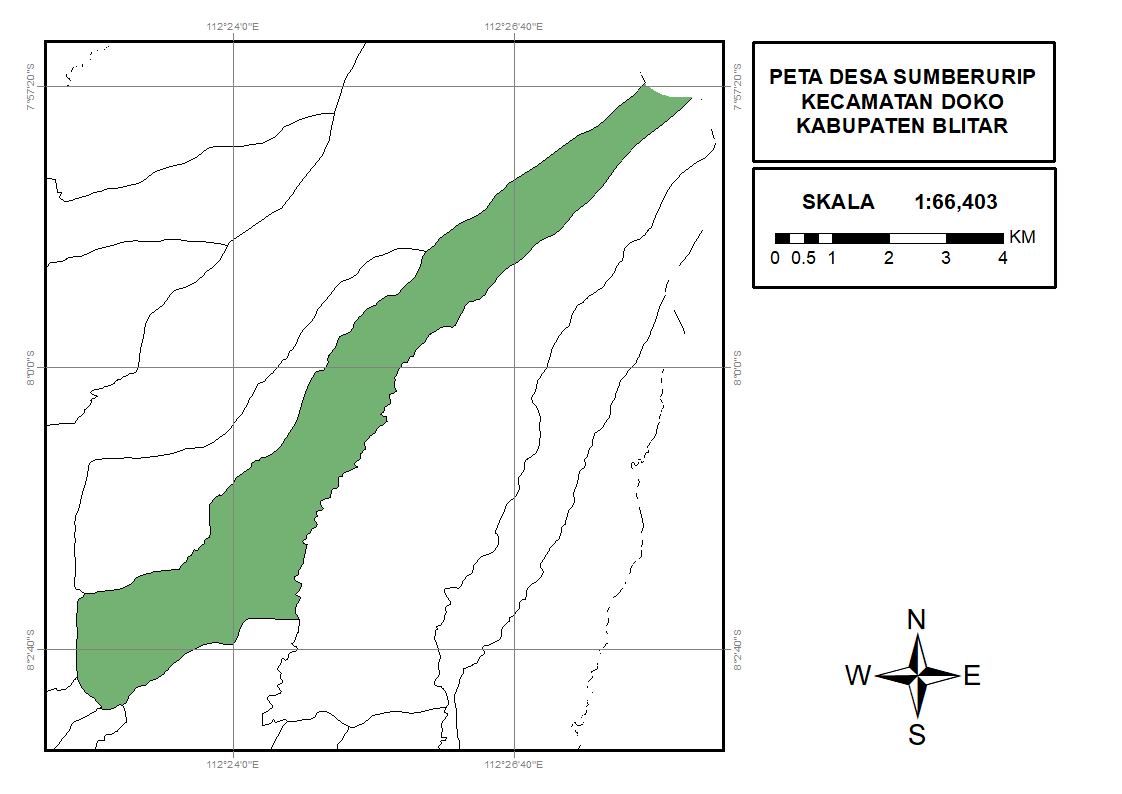 112°24'0"E 112°26'40"E
7°57'20"S 7°57'20"S
8°0'0"S 8°0'0"S
8°2'40"S 8°2'40"S
112°24'0"E 112°26'40"E
PETA DESA SUMBERURIP
KECAMATAN DOKO
KABUPATEN BLITAR
SKALA 1:66,403
KM
0 0.5 1 2 3 4
N
W E
S